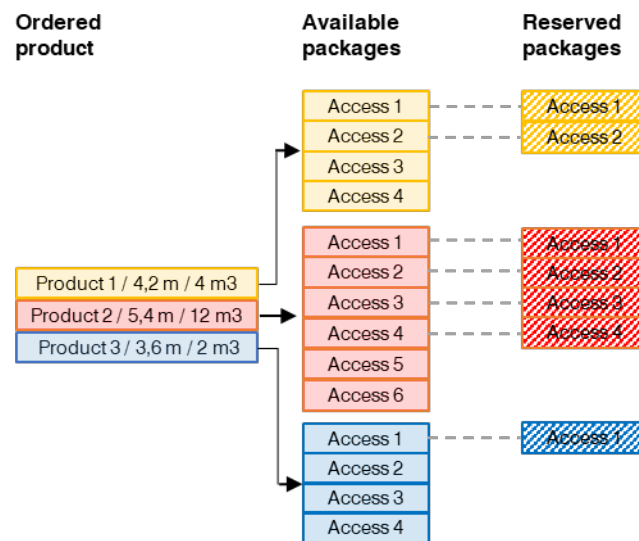 Ordered
product
Available
packages
Reserved
packages
Product 1 / 4,2 m / 4 m3
Product 2 / 5,4 m / 12 m3
Product 3 / 3,6 m / 2 m3
Access 1
Access 2
Access 3
Access 4
Access 1
Access 2
Access 3
Access 4
Access 5
Access 6
Access 1
Access 2
Access 3
Access 4
Access 1
Access 2
Access 1
Access 2
Access 3
Access 4
Access 1